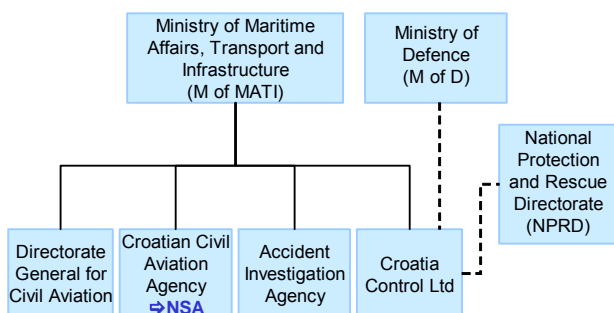 Ministry of Maritime
Affairs, Transport and
Infrastructure
(M of MATI)
Ministry of
Defence
(M of D)
National
Protection
and Rescue
Directorate
(NPRD)
Directorate
General for
Civil Aviation
Croatian Civil
Aviation
Agency
⇨NSA
Accident
Investigation
Agency
Croatia
Control Ltd